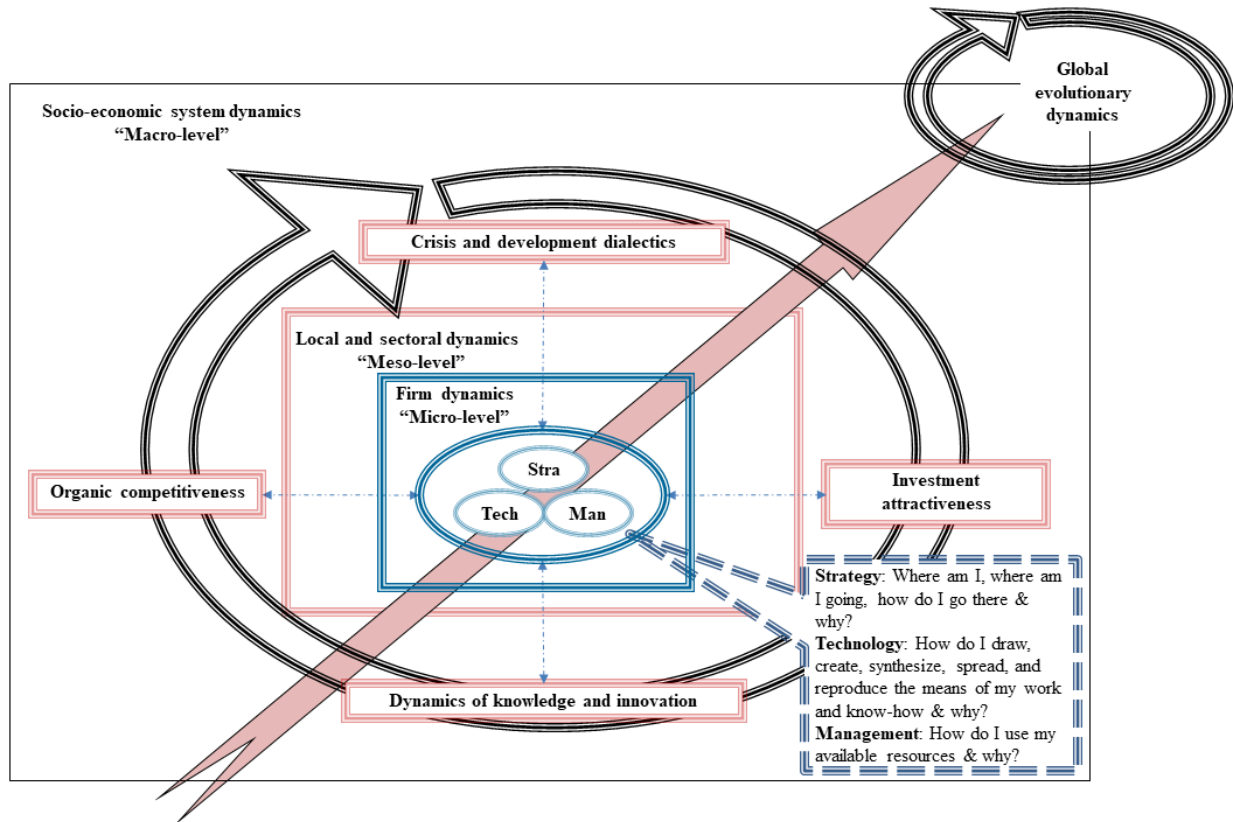 Global
evolutionary
dynamics
Socio-economic system dynamics
“Macro-level”
Crisis and development dialectics
Local and sectoral dynamics
“Meso-level”
Firm dynamics
“Micro-level”
Stra
Tech
Man
Organic competitiveness
Investment
attractiveness
Dynamics of knowledge and innovation
Strategy: Where am I, where am
I going, how do I go there &
why?
Technology: How do I draw,
create, synthesize, spread, and
reproduce the means of my work
and know-how & why?
Management: How do I use my
available resources & why?